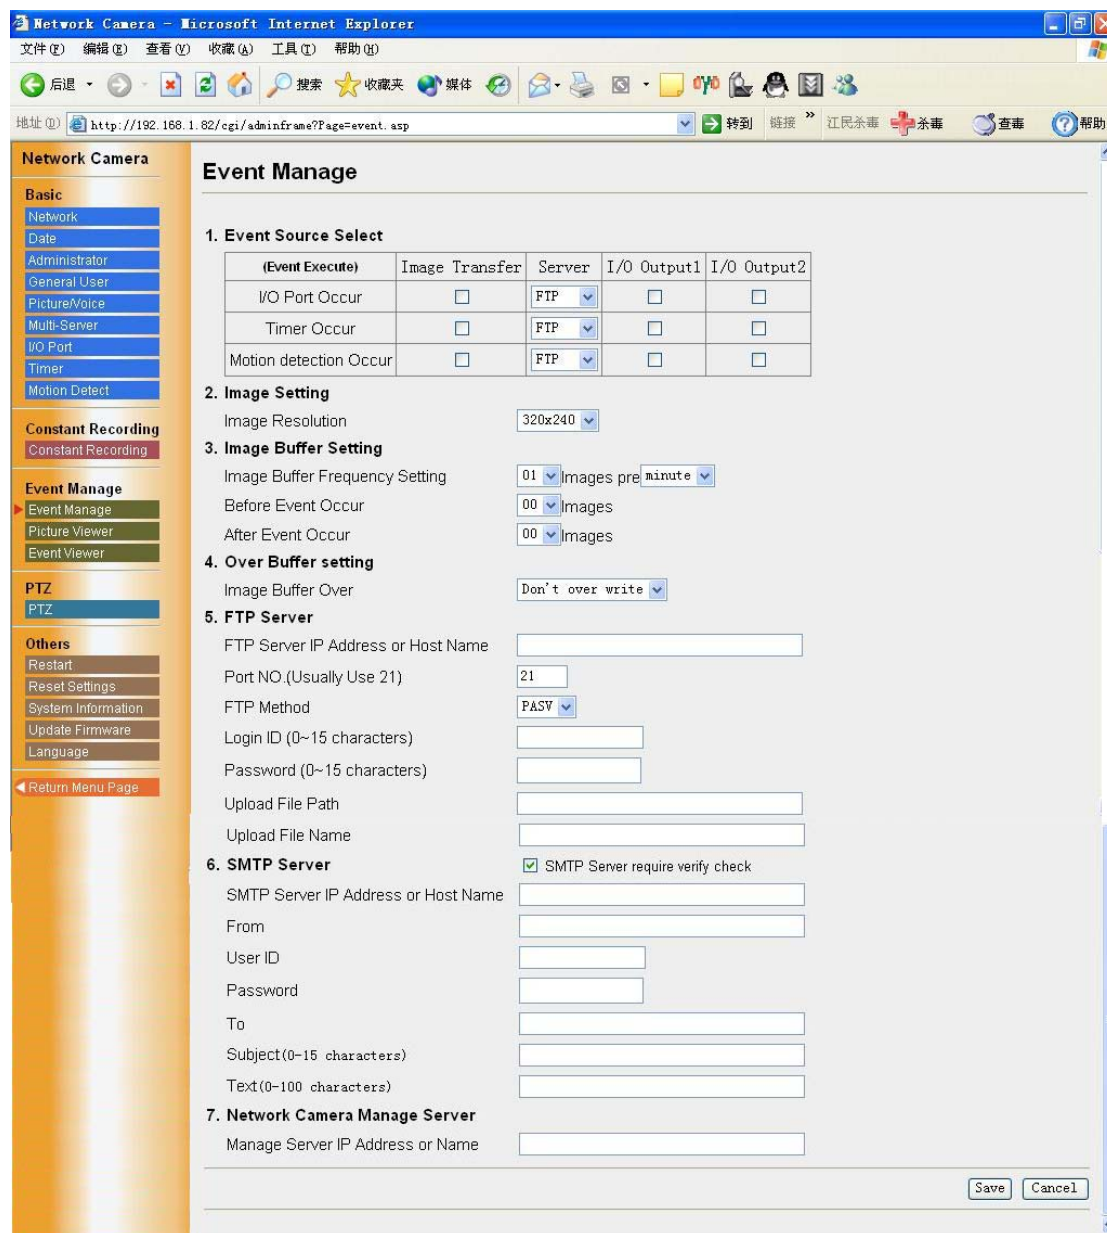 Network Camera - Microsoft Internet Explorer
文件(F) 编辑(E) 查看(V) 收藏(A) 工具(T) 帮助(H)
后退 搜索 收藏夹 媒体
地址(D) http://192.168.1.82/cgi/adminframe?Page=event.asp 转到 链接 » 江民杀毒 杀毒 查毒 帮助
Network Camera
Basic
Network
Date
Administrator
General User
Picture/Voice
Multi-Server
I/O Port
Timer
Motion Detect
Constant Recording
Constant Recording
Event Manage
Event Manage
Picture Viewer
Event Viewer
PTZ
PTZ
Others
Restart
Reset Settings
System Information
Update Firmware
Language
Return Menu Page
Event Manage
1. Event Source Select
(Event Execute) Image Transfer Server I/O Output1 I/O Output2
I/O Port Occur FTP
Timer Occur FTP
Motion detection Occur FTP
2. Image Setting
Image Resolution 320x240
3. Image Buffer Setting
Image Buffer Frequency Setting 01 Images pre minute
Before Event Occur 00 Images
After Event Occur 00 Images
4. Over Buffer setting
Image Buffer Over Don't over write
5. FTP Server
FTP Server IP Address or Host Name
Port NO.(Usually Use 21) 21
FTP Method PASV
Login ID (0~15 characters)
Password (0~15 characters)
Upload File Path
Upload File Name
6. SMTP Server SMTP Server require verify check
SMTP Server IP Address or Host Name
From
User ID
Password
To
Subject(0-15 characters)
Text(0-100 characters)
7. Network Camera Manage Server
Manage Server IP Address or Name
Save Cancel